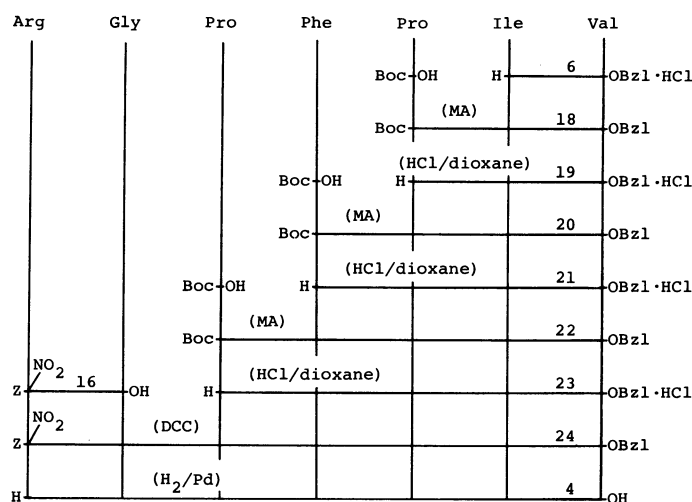 Arg Gly Pro Phe Pro Ile Val
Boc OH H 6 OBzl·HCl
(MA)
Boc 18 OBzl
(HCl/dioxane)
Boc OH H 19 OBzl·HCl
(MA)
Boc 20 OBzl
(HCl/dioxane)
Boc OH H 21 OBzl·HCl
(MA)
Boc 22 OBzl
(HCl/dioxane)
NO2 16
Z OH H 23 OBzl·HCl
NO2 (DCC)
Z 24 OBzl
(H2/Pd)
H 4 OH